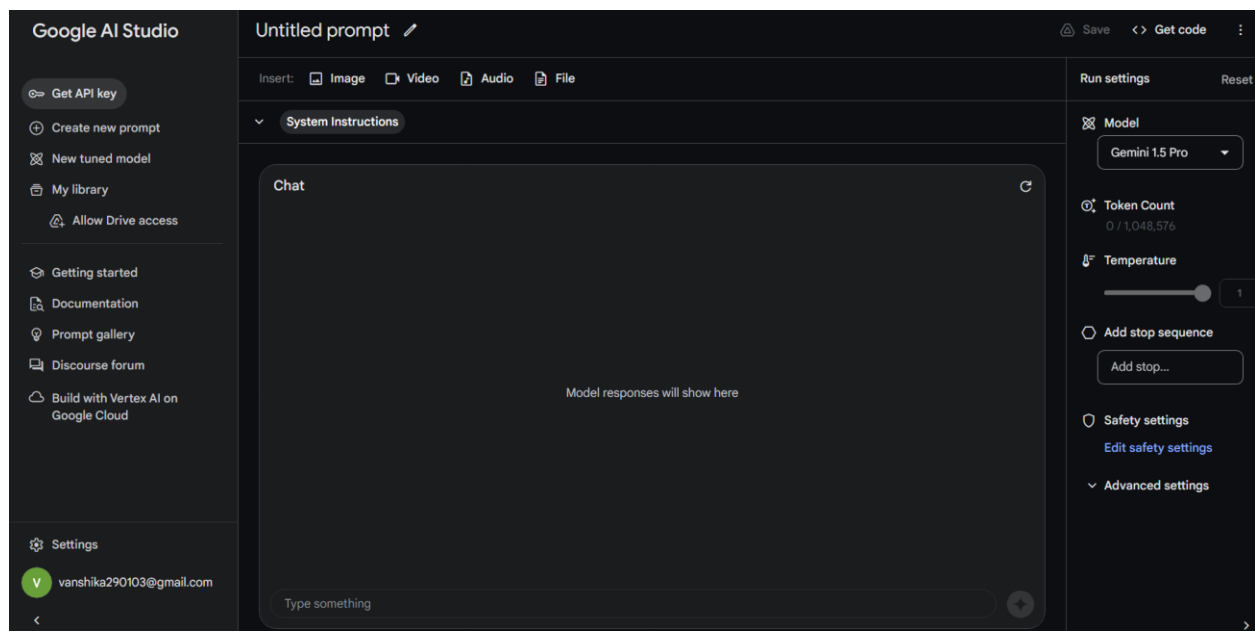 Google AI Studio
Get API key
Create new prompt
New tuned model
My library
Allow Drive access
Getting started
Documentation
Prompt gallery
Discourse forum
Build with Vertex AI on
Google Cloud
Settings
V
vanshika290103@gmail.com
Untitled prompt
Save
<> Get code
Insert:
Image
Video
Audio
File
System Instructions
Chat
Model responses will show here
Type something
Run settings
Reset
Model
Gemini 1.5 Pro
Token Count
0 / 1,048,576
Temperature
1
Add stop sequence
Add stop...
Safety settings
Edit safety settings
Advanced settings